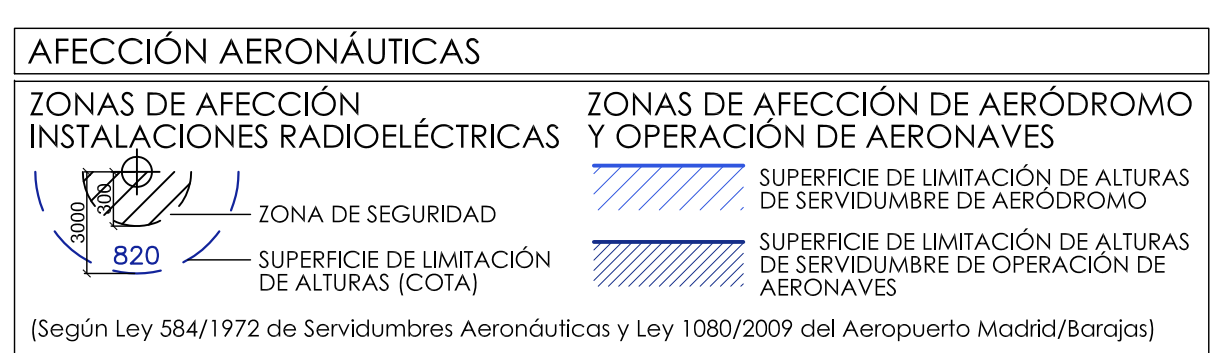 AFECCIÓN AERONÁUTICAS
ZONAS DE AFECCIÓN
INSTALACIONES RADIOELÉCTRICAS
300
3000
820
ZONA DE SEGURIDAD
SUPERFICIE DE LIMITACIÓN
DE ALTURAS (COTA)
ZONAS DE AFECCIÓN DE AERÓDROMO
Y OPERACIÓN DE AERONAVES
SUPERFICIE DE LIMITACIÓN DE ALTURAS
DE SERVIDUMBRE DE AERÓDROMO
SUPERFICIE DE LIMITACIÓN DE ALTURAS
DE SERVIDUMBRE DE OPERACIÓN DE
AERONAVES
(Según Ley 584/1972 de Servidumbres Aeronáuticas y Ley 1080/2009 del Aeropuerto Madrid/Barajas)